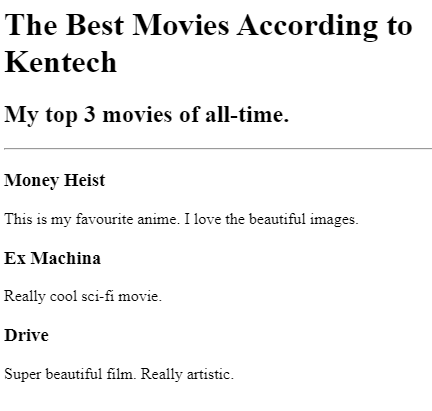 The Best Movies According to
Kentech
My top 3 movies of all-time.
Money Heist
This is my favourite anime. I love the beautiful images.
Ex Machina
Really cool sci-fi movie.
Drive
Super beautiful film. Really artistic.